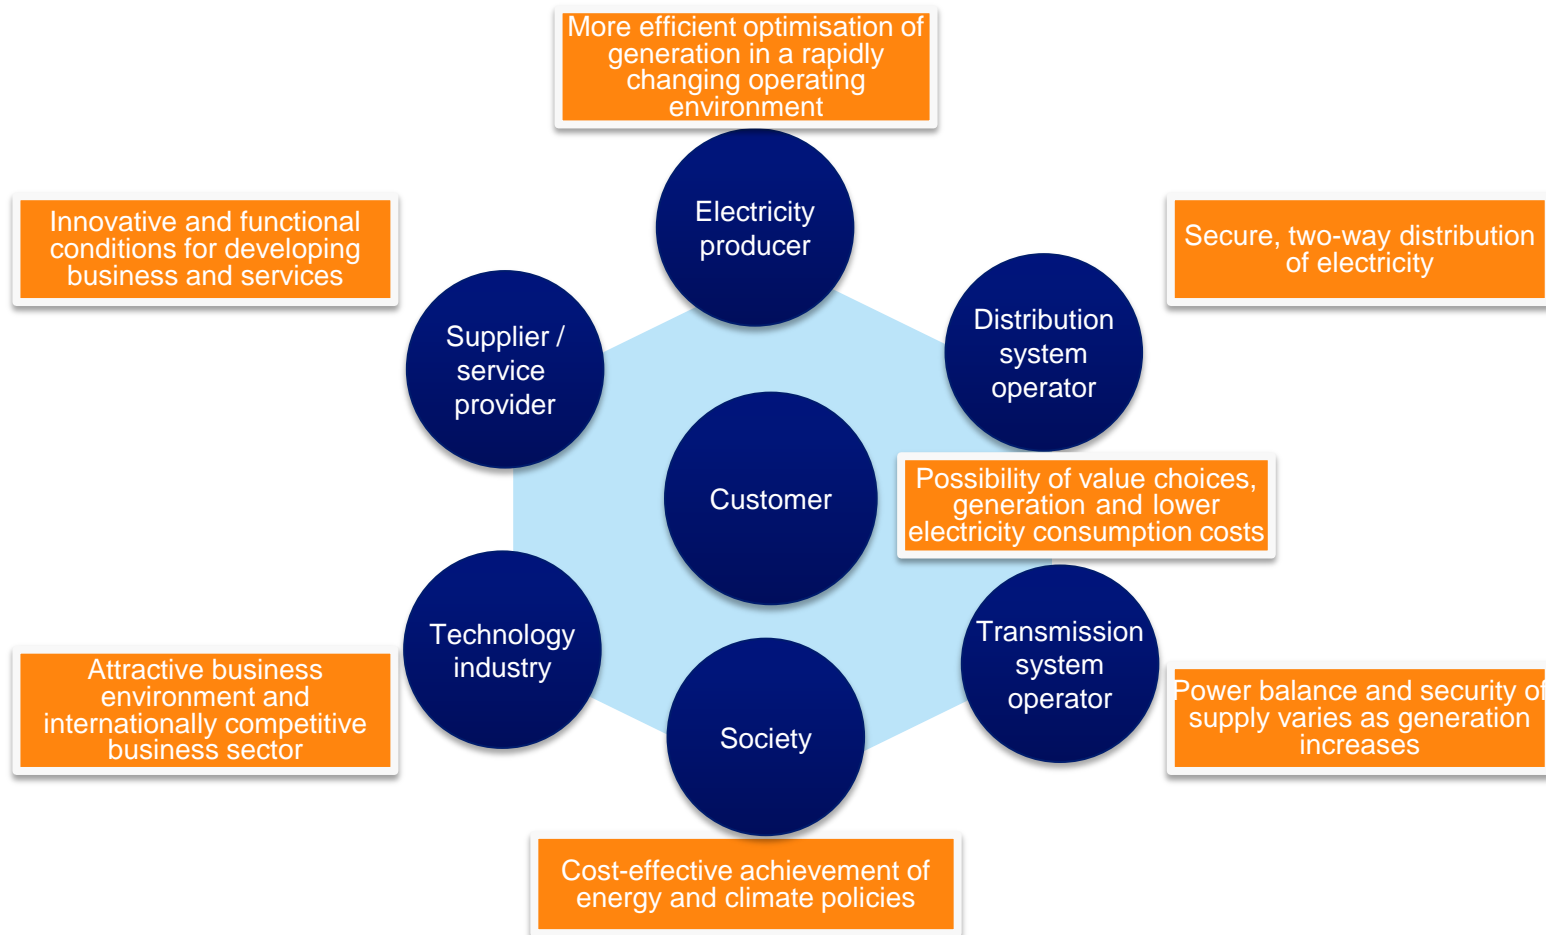 More efficient optimisation of
generation in a rapidly
changing operating
environment
Electricity
producer
Innovative and functional
conditions for developing
business and services
Secure, two-way distribution
of electricity
Supplier /
service
provider
Distribution
system
operator
Customer
Possibility of value choices,
generation and lower
electricity consumption costs
Technology
industry
Transmission
system
operator
Attractive business
environment and
internationally competitive
business sector
Society
Power balance and security of
supply varies as generation
increases
Cost-effective achievement of
energy and climate policies